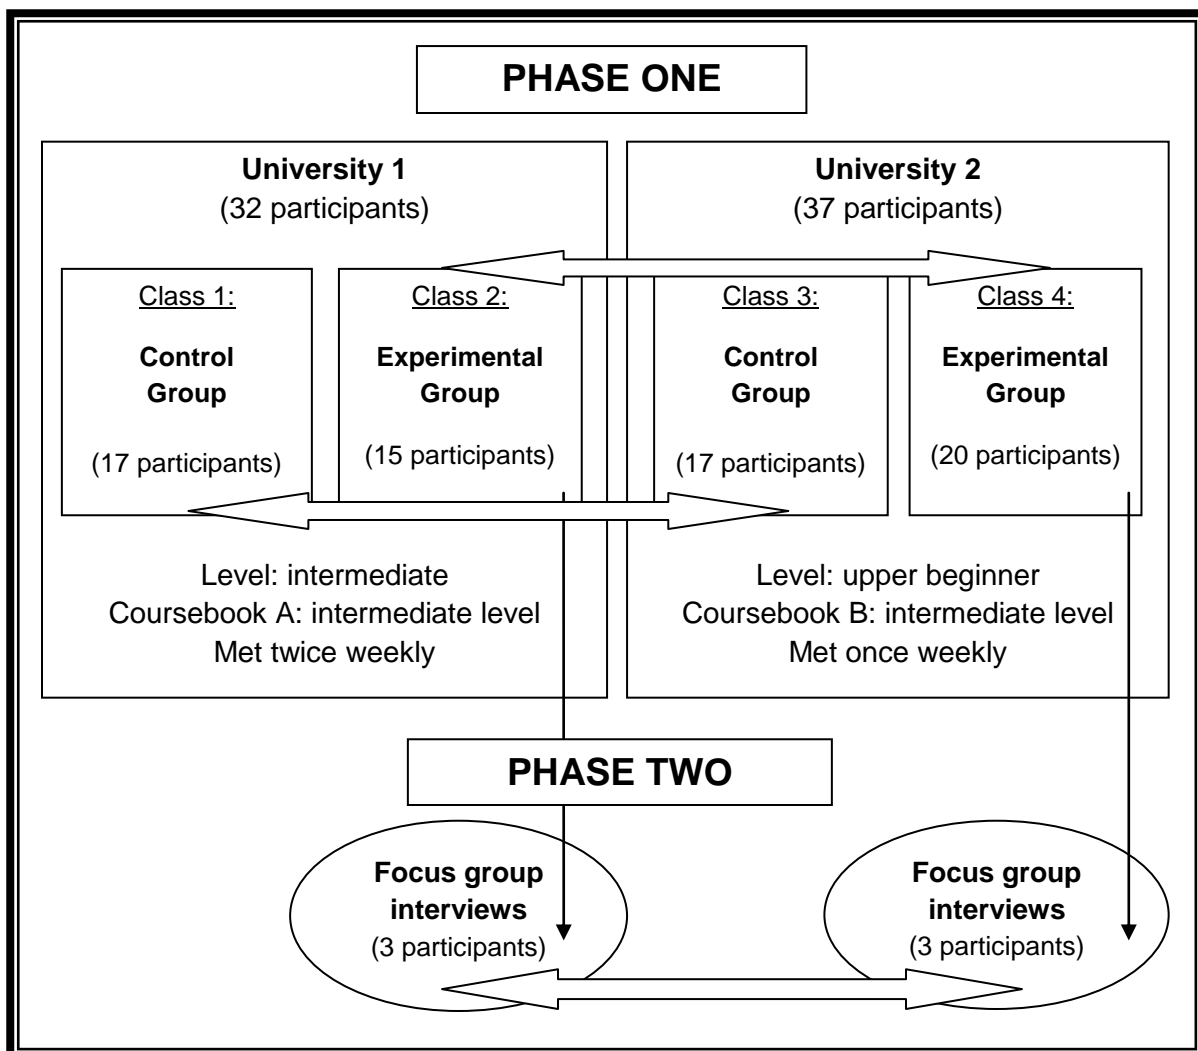 PHASE ONE
University 1
(32 participants)
Class 1:
Control
Group
(17 participants)
Class 2:
Experimental
Group
(15 participants)
Level: intermediate
Coursebook A: intermediate level
Met twice weekly
University 2
(37 participants)
Class 3:
Control
Group
(17 participants)
Class 4:
Experimental
Group
(20 participants)
Level: upper beginner
Coursebook B: intermediate level
Met once weekly
PHASE TWO
Focus group
interviews
(3 participants)
Focus group
interviews
(3 participants)